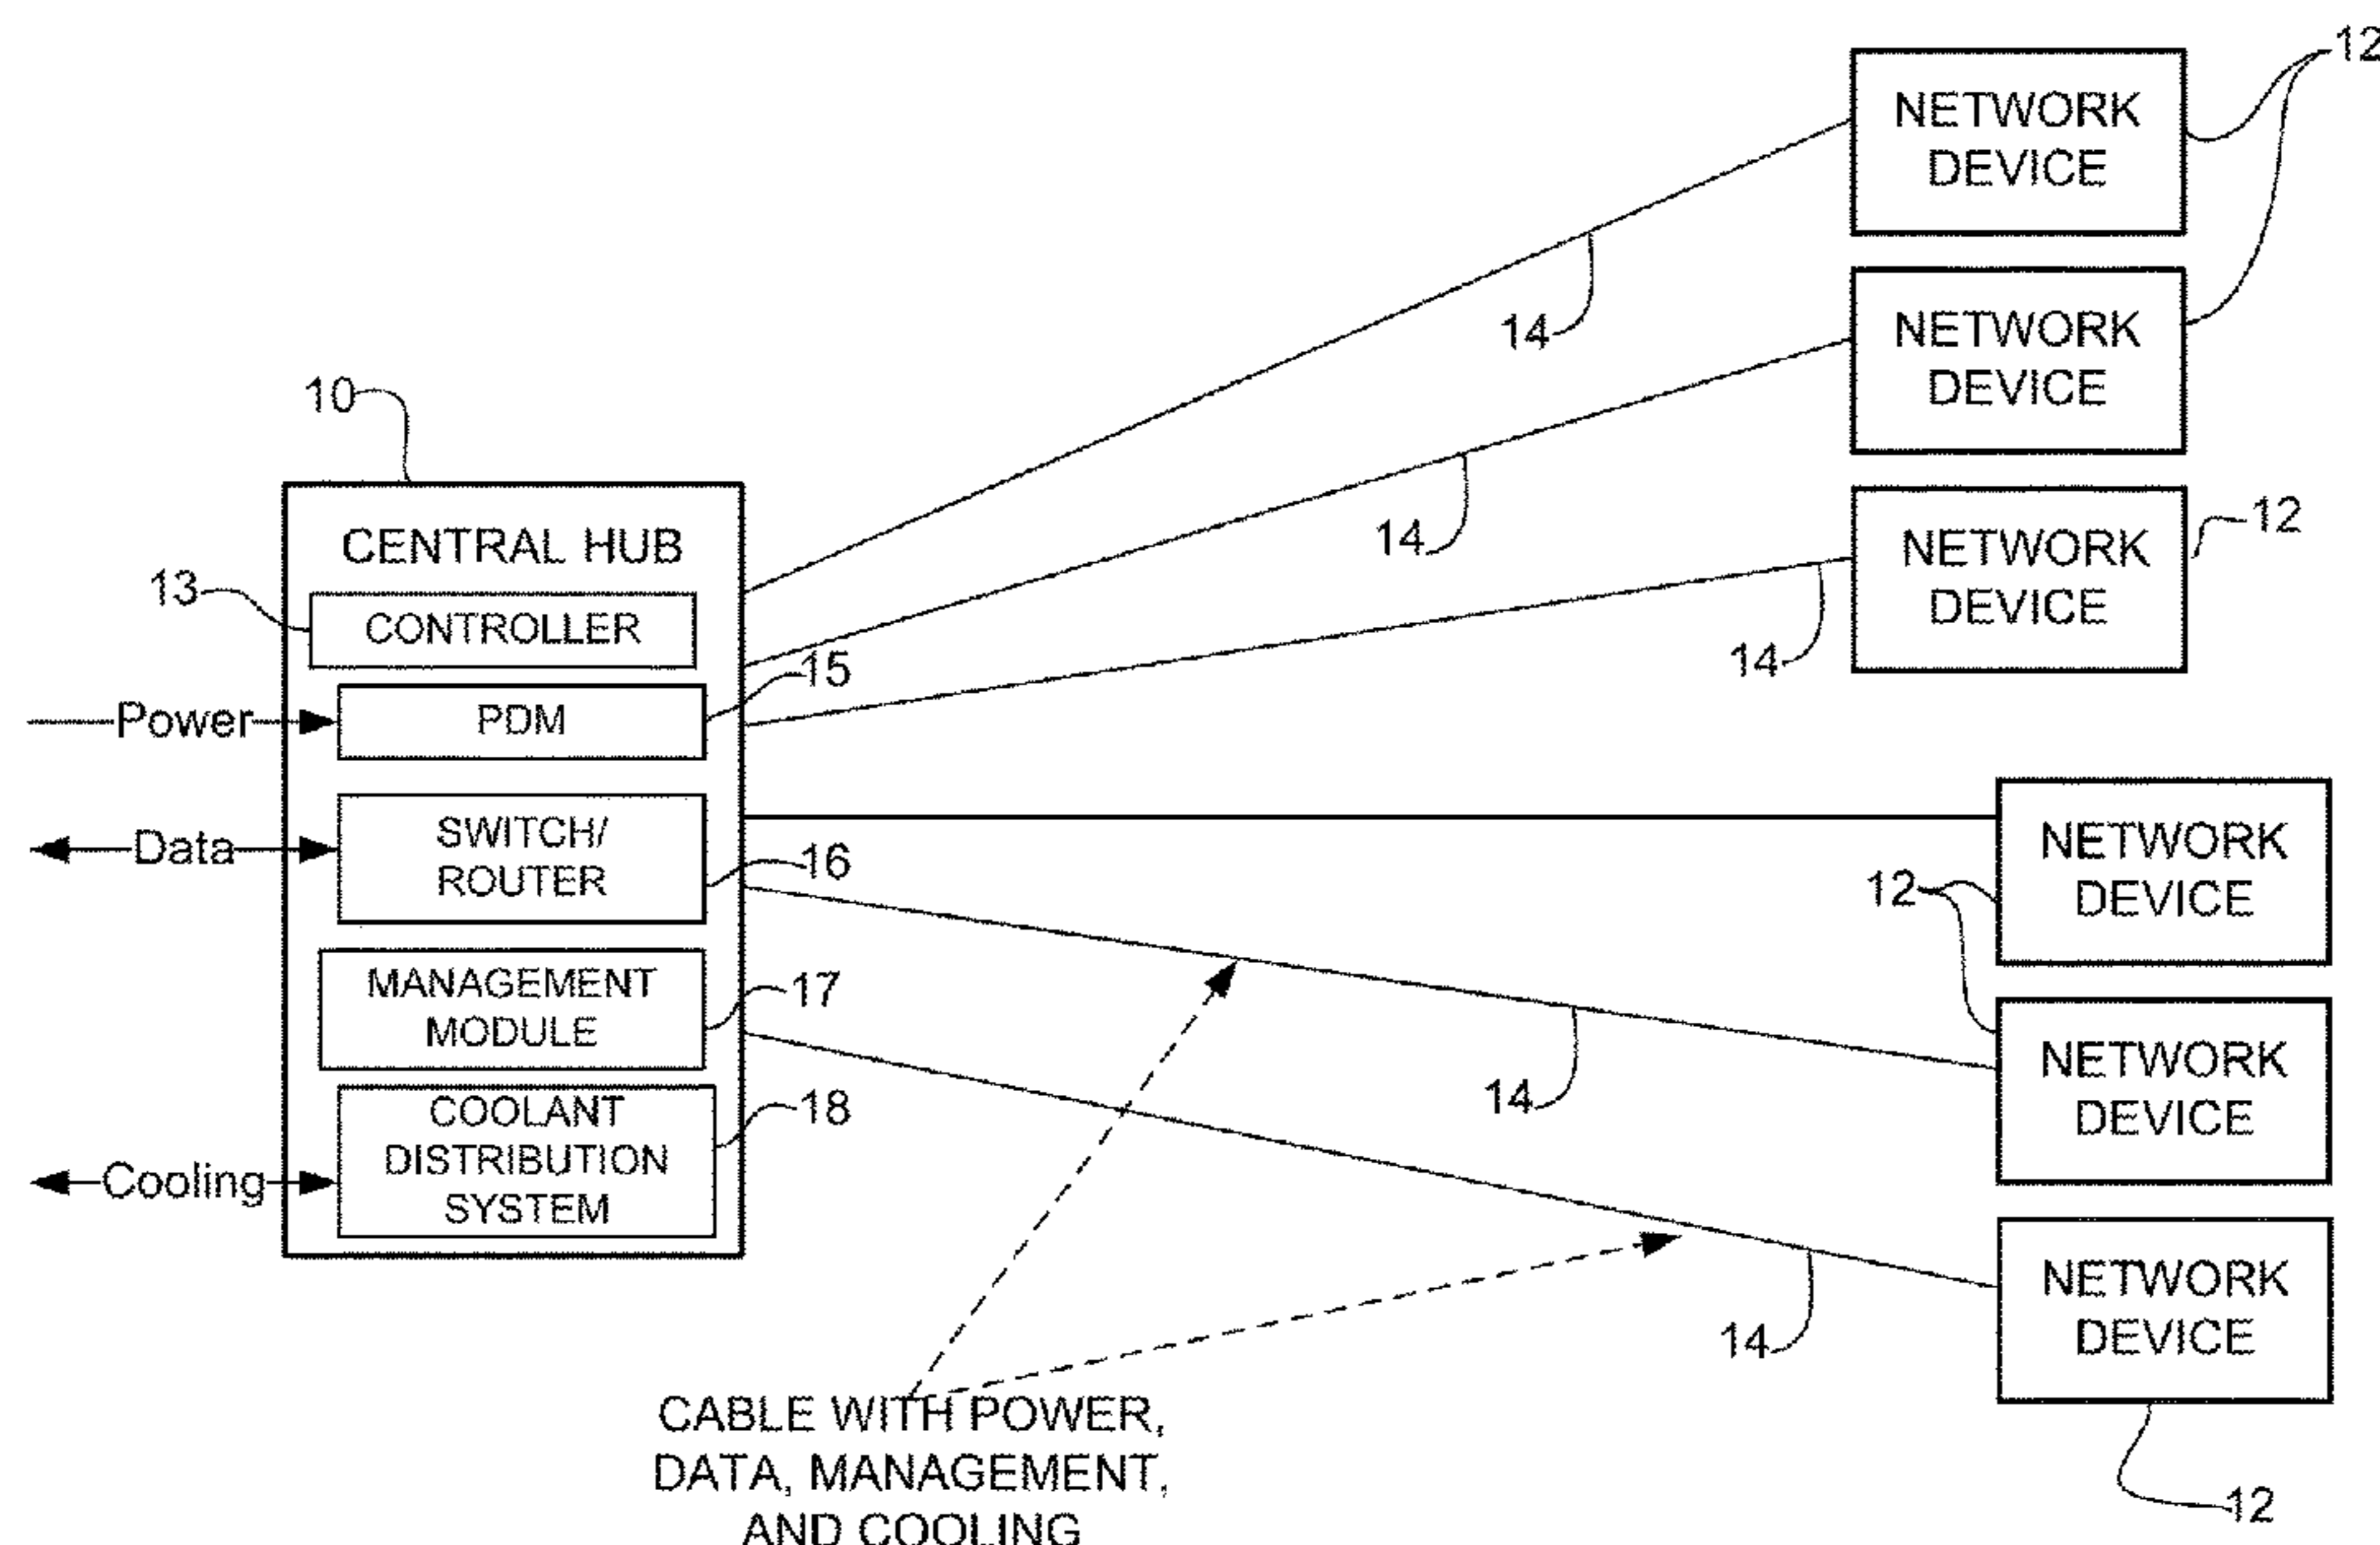 12
NETWORK
DEVICE
14
NETWORK
DEVICE
10
14
NETWORK
DEVICE
12
CENTRAL HUB
13
CONTROLLER
14
15
Power
PDM
Data
SWITCH/
ROUTER
16
NETWORK
DEVICE
12
MANAGEMENT
MODULE
17
NETWORK
DEVICE
14
COOLANT
DISTRIBUTION
SYSTEM
18
Cooling
NETWORK
DEVICE
14
CABLE WITH POWER,
DATA, MANAGEMENT,
AND COOLING
12